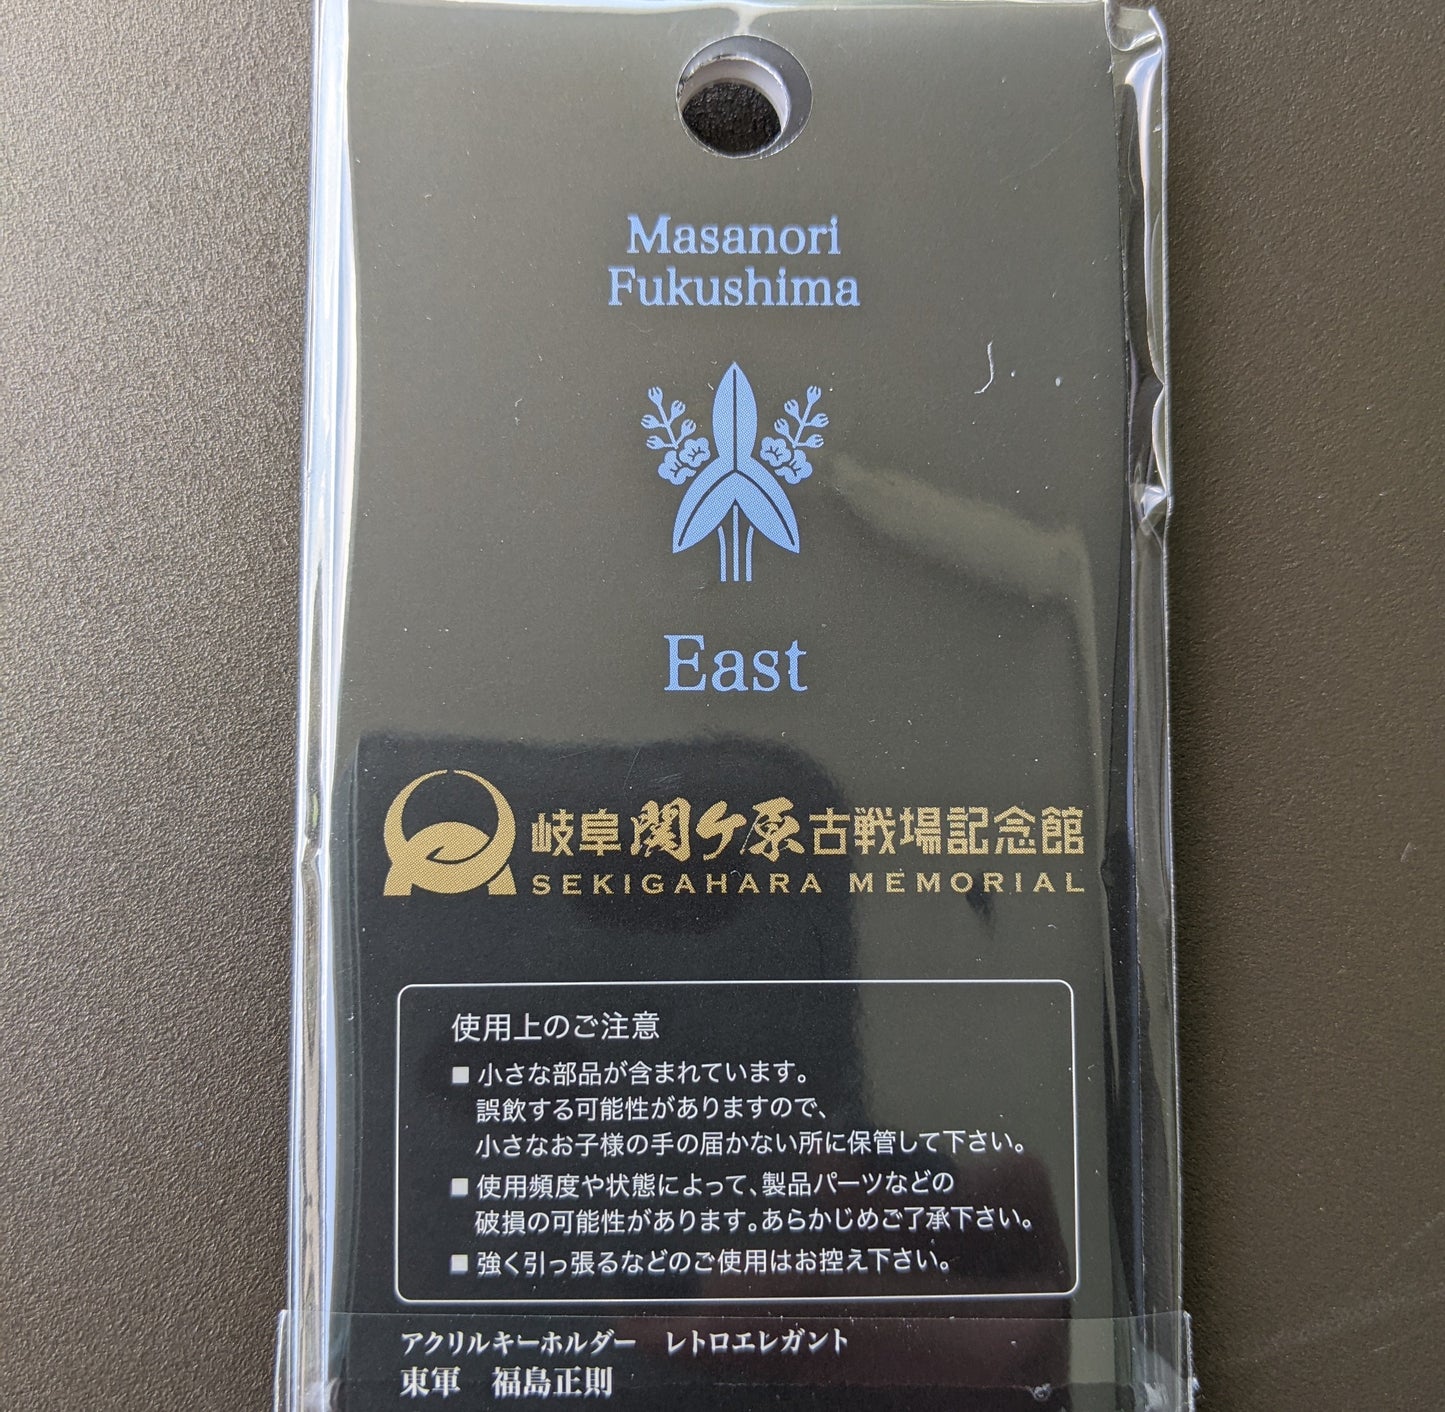 Masanori
Fukushima
East
岐阜関ケ原古戦場記念館
SEKIGAHARA MEMORIAL
使用上のご注意
■ 小さな部品が含まれています。
誤飲する可能性がありますので、
小さなお子様の手の届かない所に保管して下さい。
■ 使用頻度や状態によって、製品パーツなどの
破損の可能性があります。あらかじめご了承下さい。
■ 強く引っ張るなどのご使用はお控え下さい。
アクリルキーホルダー　レトロエレガント
東軍　福島正則